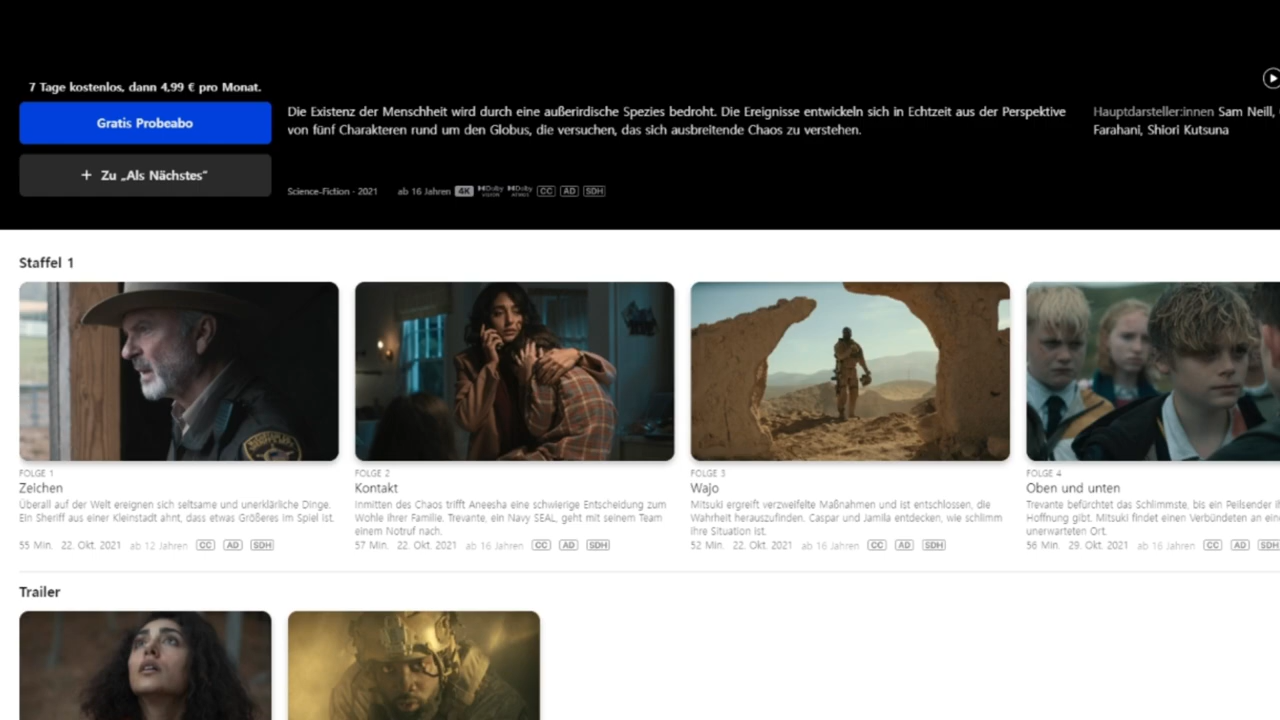 7 Tage kostenlos, dann 4,99 € pro Monat.
Gratis Probeabo
+ Zu „Als Nächstes“
Die Existenz der Menschheit wird durch eine außerirdische Spezies bedroht. Die Ereignisse entwickeln sich in Echtzeit aus der Perspektive
von fünf Charakteren rund um den Globus, die versuchen, das sich ausbreitende Chaos zu verstehen.
Science-Fiction · 2021 ab 16 Jahren 4K Dolby VISION Dolby ATMOS CC AD SDH
Hauptdarsteller:innen Sam Neill,
Farahani, Shiori Kutsuna
Staffel 1
FOLGE 1
Zeichen
Überall auf der Welt ereignen sich seltsame und unerklärliche Dinge.
Ein Sheriff aus einer Kleinstadt ahnt, dass etwas Größeres im Spiel ist.
55 Min. 22. Okt. 2021 ab 12 Jahren CC AD SDH
FOLGE 2
Kontakt
Inmitten des Chaos trifft Aneesha eine schwierige Entscheidung zum
Wohle ihrer Familie. Trevante, ein Navy SEAL, geht mit seinem Team
einem Notruf nach.
57 Min. 22. Okt. 2021 ab 16 Jahren CC AD SDH
FOLGE 3
Wajo
Mitsuki ergreift verzweifelte Maßnahmen und ist entschlossen, die
Wahrheit herauszufinden. Caspar und Jamila entdecken, wie schlimm
ihre Situation ist.
52 Min. 22. Okt. 2021 ab 16 Jahren CC AD SDH
FOLGE 4
Oben und unten
Trevante befürchtet das Schlimmste, bis ein Peilsender
Hoffnung gibt. Mitsuki findet einen Verbündeten an
unerwarteten Ort.
56 Min. 29. Okt. 2021 ab 16 Jahren CC AD SDH
Trailer